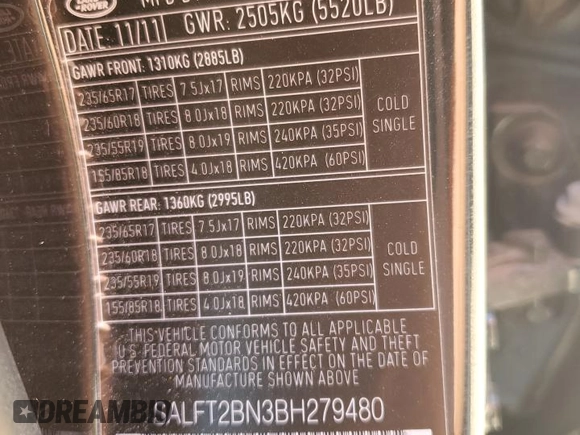 ROVER
DATE: 11/11 GWR: 2505KG (5520LB)
GAWR FRONT: 1310KG (2885LB)
235/65R17 TIRES 7.5Jx17 RIMS 220KPA (32PSI)
235/60R18 TIRES 8.0Jx18 RIMS 220KPA (32PSI)
235/55R19 TIRES 8.0Jx19 RIMS 240KPA (35PSI)
155/85R18 TIRES 4.0Jx18 RIMS 420KPA (60PSI)
COLD
SINGLE
GAWR REAR: 1360KG (2995LB)
235/65R17 TIRES 7.5Jx17 RIMS 220KPA (32PSI)
235/60R18 TIRES 8.0Jx18 RIMS 220KPA (32PSI)
235/55R19 TIRES 8.0Jx19 RIMS 240KPA (35PSI)
155/85R18 TIRES 4.0Jx18 RIMS 420KPA (60PSI)
COLD
SINGLE
THIS VEHICLE CONFORMS TO ALL APPLICABLE
U.S. FEDERAL MOTOR VEHICLE SAFETY AND THEFT
PREVENTION STANDARDS IN EFFECT ON THE DATE OF
MANUFACTURE SHOWN ABOVE
SALFT2BN3BH279480
DREAMBID